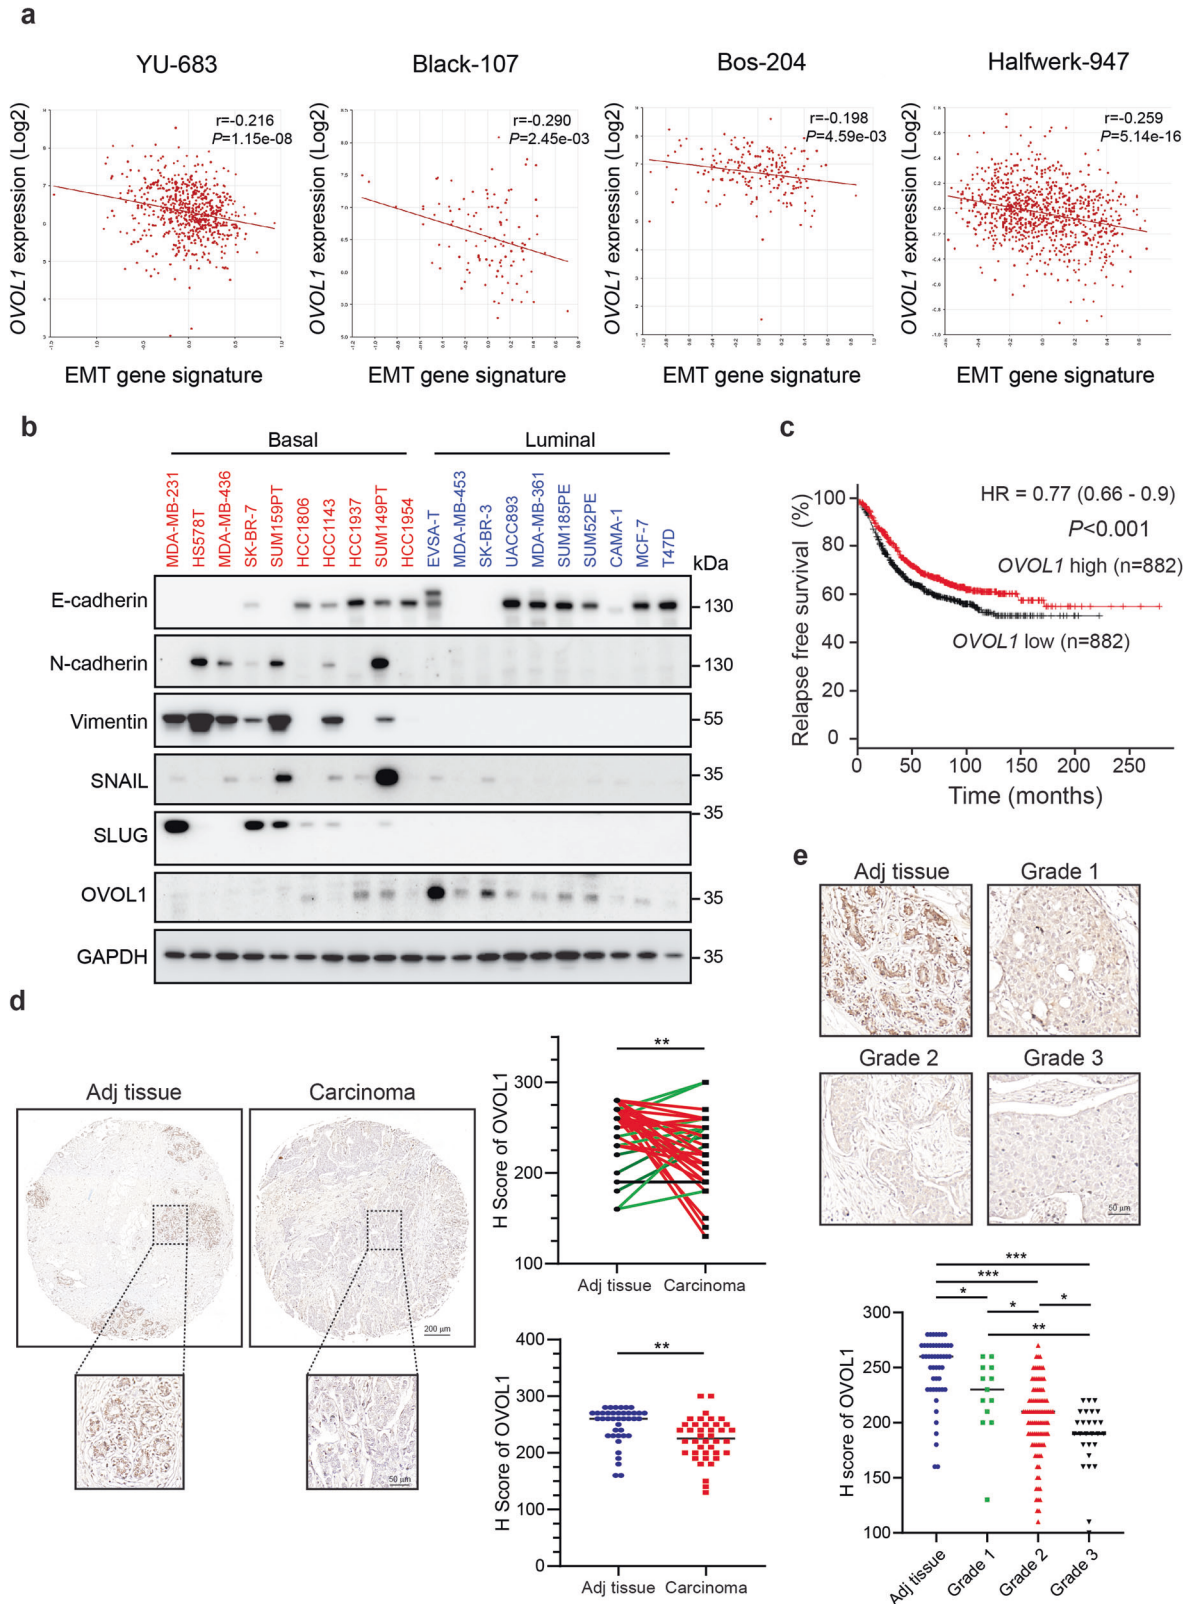 a
YU-683
Black-107
Bos-204
Halfwerk-947
OVOL1 expression (Log2)
r=-0.216
P=1.15e-08
EMT gene signature
OVOL1 expression (Log2)
r=-0.290
P=2.45e-03
EMT gene signature
OVOL1 expression (Log2)
r=-0.198
P=4.59e-03
EMT gene signature
OVOL1 expression (Log2)
r=-0.259
P=5.14e-16
EMT gene signature
b
Basal
Luminal
MDA-MB-231
HS578T
MDA-MB-436
SK-BR-7
SUM159PT
HCC1806
HCC1143
HCC1937
SUM149PT
HCC1954
EVSA-T
MDA-MB-453
SK-BR-3
UACC893
MDA-MB-361
SUM185PE
SUM52PE
CAMA-1
MCF-7
T47D
kDa
E-cadherin
130
N-cadherin
130
Vimentin
55
SNAIL
35
SLUG
35
OVOL1
35
GAPDH
35
c
Relapse free survival (%)
100
80
60
40
20
0
HR = 0.77 (0.66 - 0.9)
P<0.001
OVOL1 high (n=882)
OVOL1 low (n=882)
0 50 100 150 200 250
Time (months)
d
Adj tissue
Carcinoma
200 µm
50 µm
H Score of OVOL1
**
300
200
100
Adj tissue Carcinoma
H Score of OVOL1
**
400
300
200
100
0
Adj tissue Carcinoma
e
Adj tissue
Grade 1
Grade 2
Grade 3
50 µm
H score of OVOL1
***
***
*
*
*
**
300
250
200
150
100
Adj tissue
Grade 1
Grade 2
Grade 3